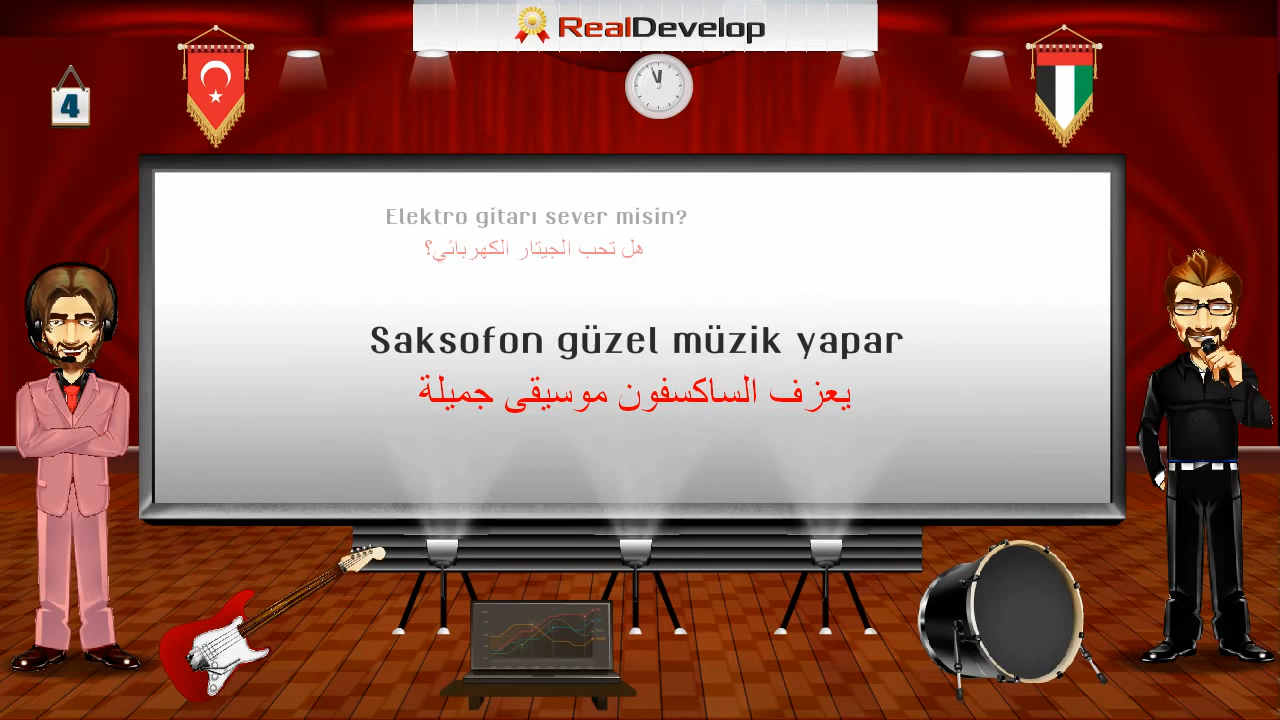 RealDevelop
4
Elektro gitarı sever misin?
هل تحب الجيتار الكهربائي؟
Saksofon güzel müzik yapar
يعزف الساكسفون موسيقى جميلة